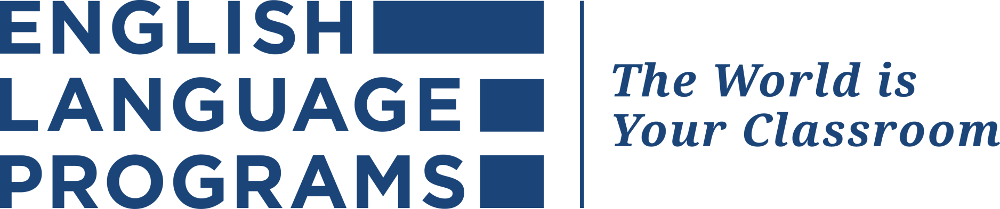 ENGLISH
LANGUAGE
PROGRAMS
The World is
Your Classroom